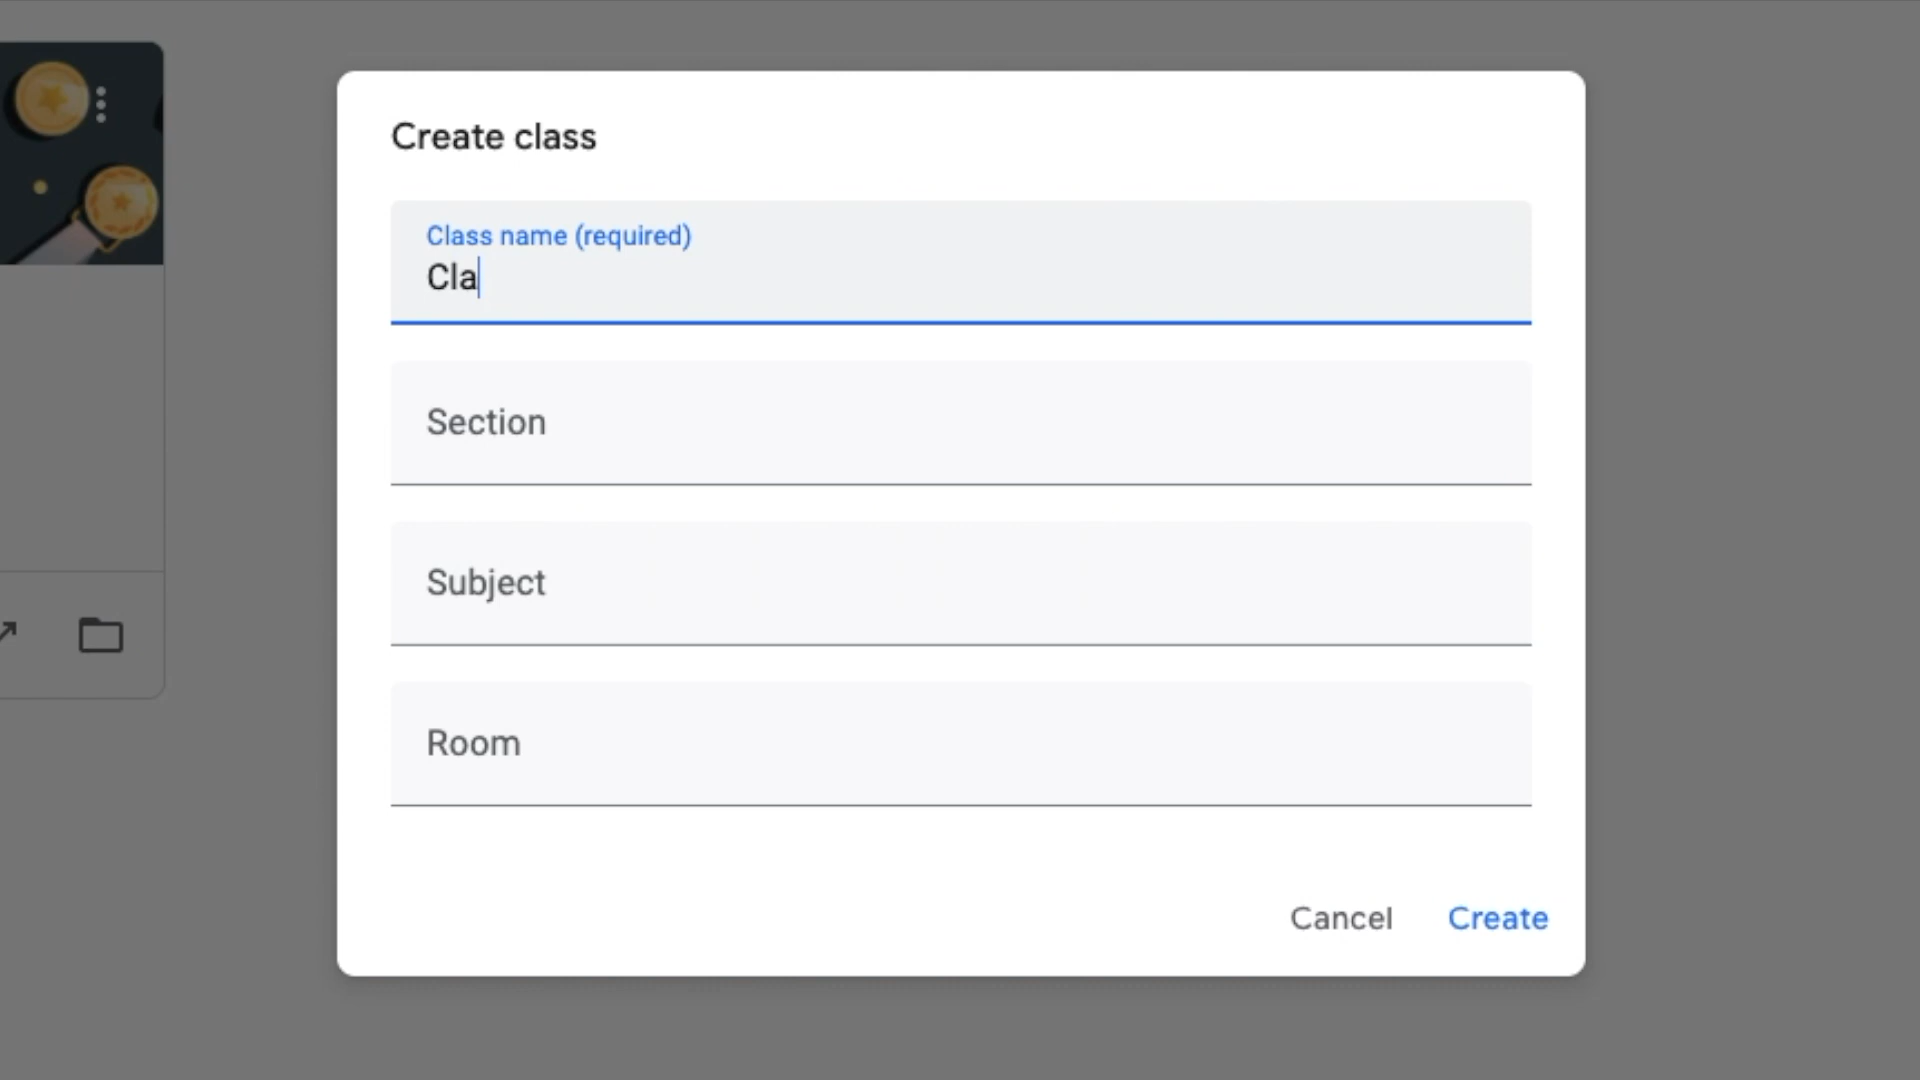 Create class
Class name (required)
Cla
Section
Subject
Room
Cancel Create